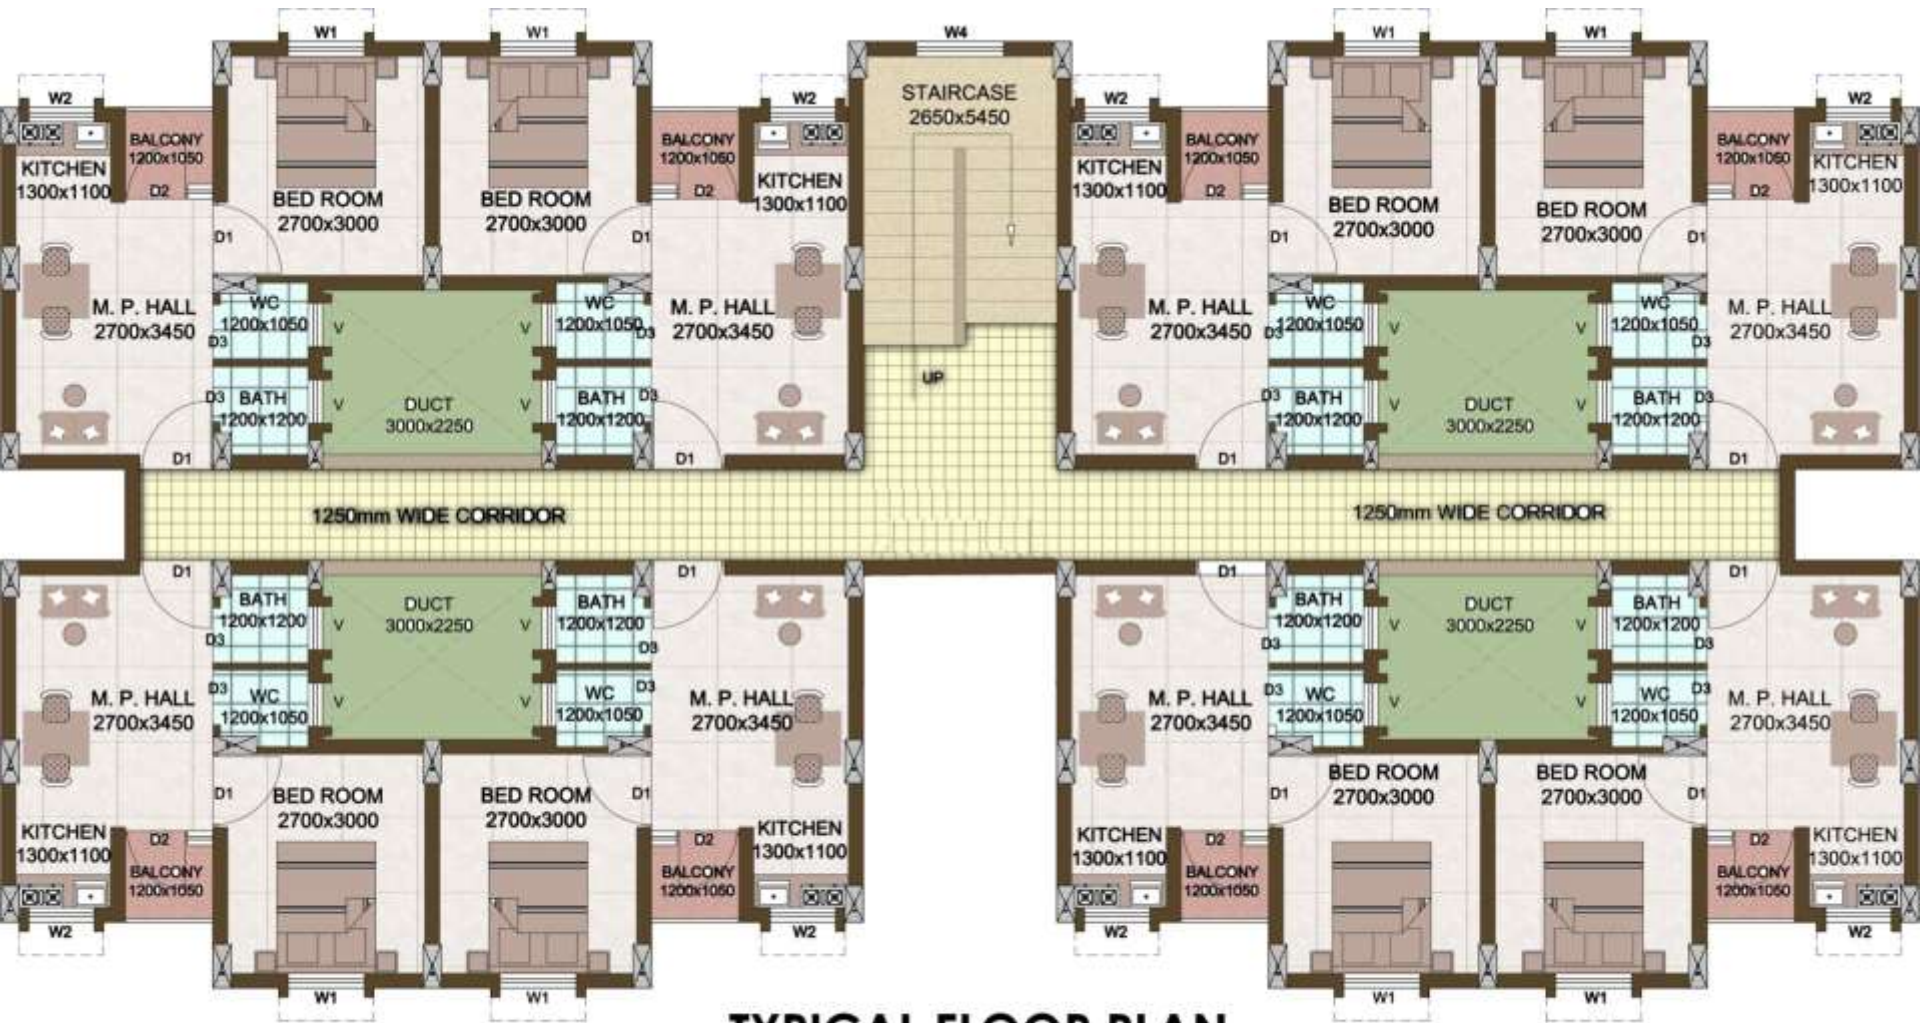 W1
W1
W4
W1
W1
W2
W2
W2
W2
STAIRCASE
2650x5450
BALCONY
1200x1050
D2
KITCHEN
1300x1100
BED ROOM
2700x3000
D1
BED ROOM
2700x3000
D1
BALCONY
1200x1050
D2
KITCHEN
1300x1100
KITCHEN
1300x1100
BALCONY
1200x1050
D2
BED ROOM
2700x3000
D1
BED ROOM
2700x3000
D1
BALCONY
1200x1050
D2
KITCHEN
1300x1100
M. P. HALL
2700x3450
WC
1200x1050
D3
V
V
WC
1200x1050
D3
M. P. HALL
2700x3450
M. P. HALL
2700x3450
WC
1200x1050
D3
V
V
WC
1200x1050
D3
M. P. HALL
2700x3450
UP
D3
BATH
1200x1200
V
DUCT
3000x2250
V
BATH
1200x1200
D3
D3
BATH
1200x1200
V
DUCT
3000x2250
V
BATH
1200x1200
D3
D1
D1
D1
D1
1250mm WIDE CORRIDOR
1250mm WIDE CORRIDOR
D1
D1
D1
D1
BATH
1200x1200
D3
V
DUCT
3000x2250
V
BATH
1200x1200
D3
BATH
1200x1200
D3
V
DUCT
3000x2250
V
BATH
1200x1200
D3
M. P. HALL
2700x3450
D3
WC
1200x1050
V
V
WC
1200x1050
D3
M. P. HALL
2700x3450
M. P. HALL
2700x3450
D3
WC
1200x1050
V
V
WC
1200x1050
D3
M. P. HALL
2700x3450
D1
BED ROOM
2700x3000
BED ROOM
2700x3000
D1
D1
BED ROOM
2700x3000
BED ROOM
2700x3000
D1
KITCHEN
1300x1100
D2
BALCONY
1200x1050
D2
BALCONY
1200x1050
KITCHEN
1300x1100
KITCHEN
1300x1100
D2
BALCONY
1200x1050
D2
BALCONY
1200x1050
KITCHEN
1300x1100
W2
W2
W2
W2
W1
W1
W1
W1
TYPICAL FLOOR PLAN